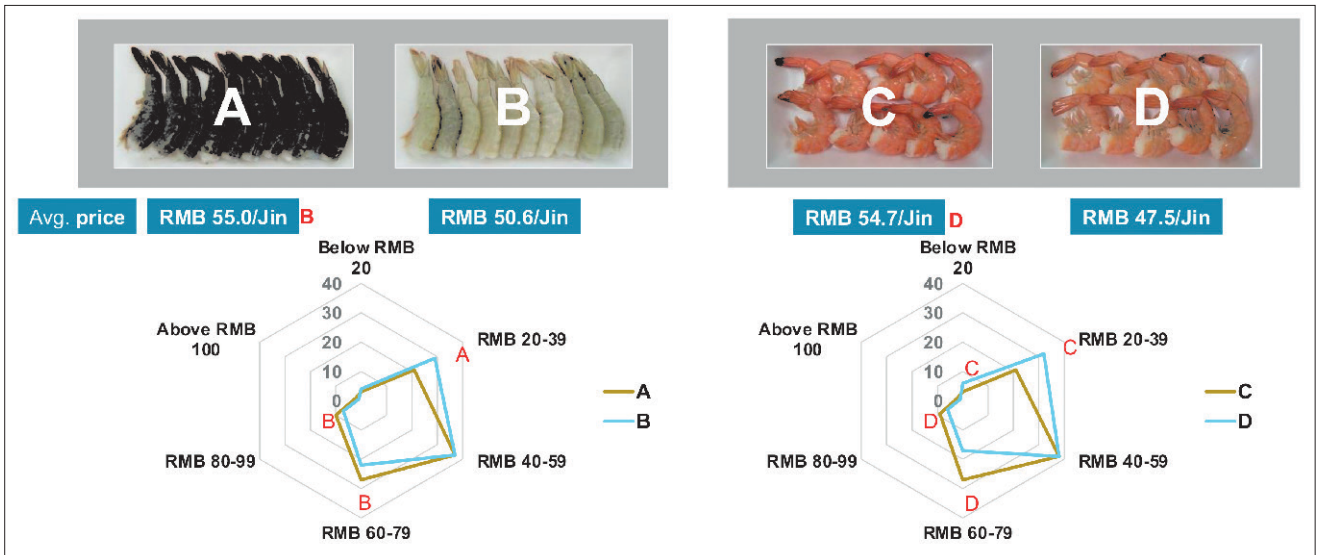 A
B
C
D
Avg. price
RMB 55.0/Jin B
RMB 50.6/Jin
RMB 54.7/Jin D
RMB 47.5/Jin
Below RMB
20
40
30
20
10
0
RMB 20-39
RMB 40-59
RMB 60-79
RMB 80-99
Above RMB
100
A
B
B
A
B
Below RMB
20
40
30
20
10
0
RMB 20-39
RMB 40-59
RMB 60-79
RMB 80-99
Above RMB
100
C
C
D
D
C
D